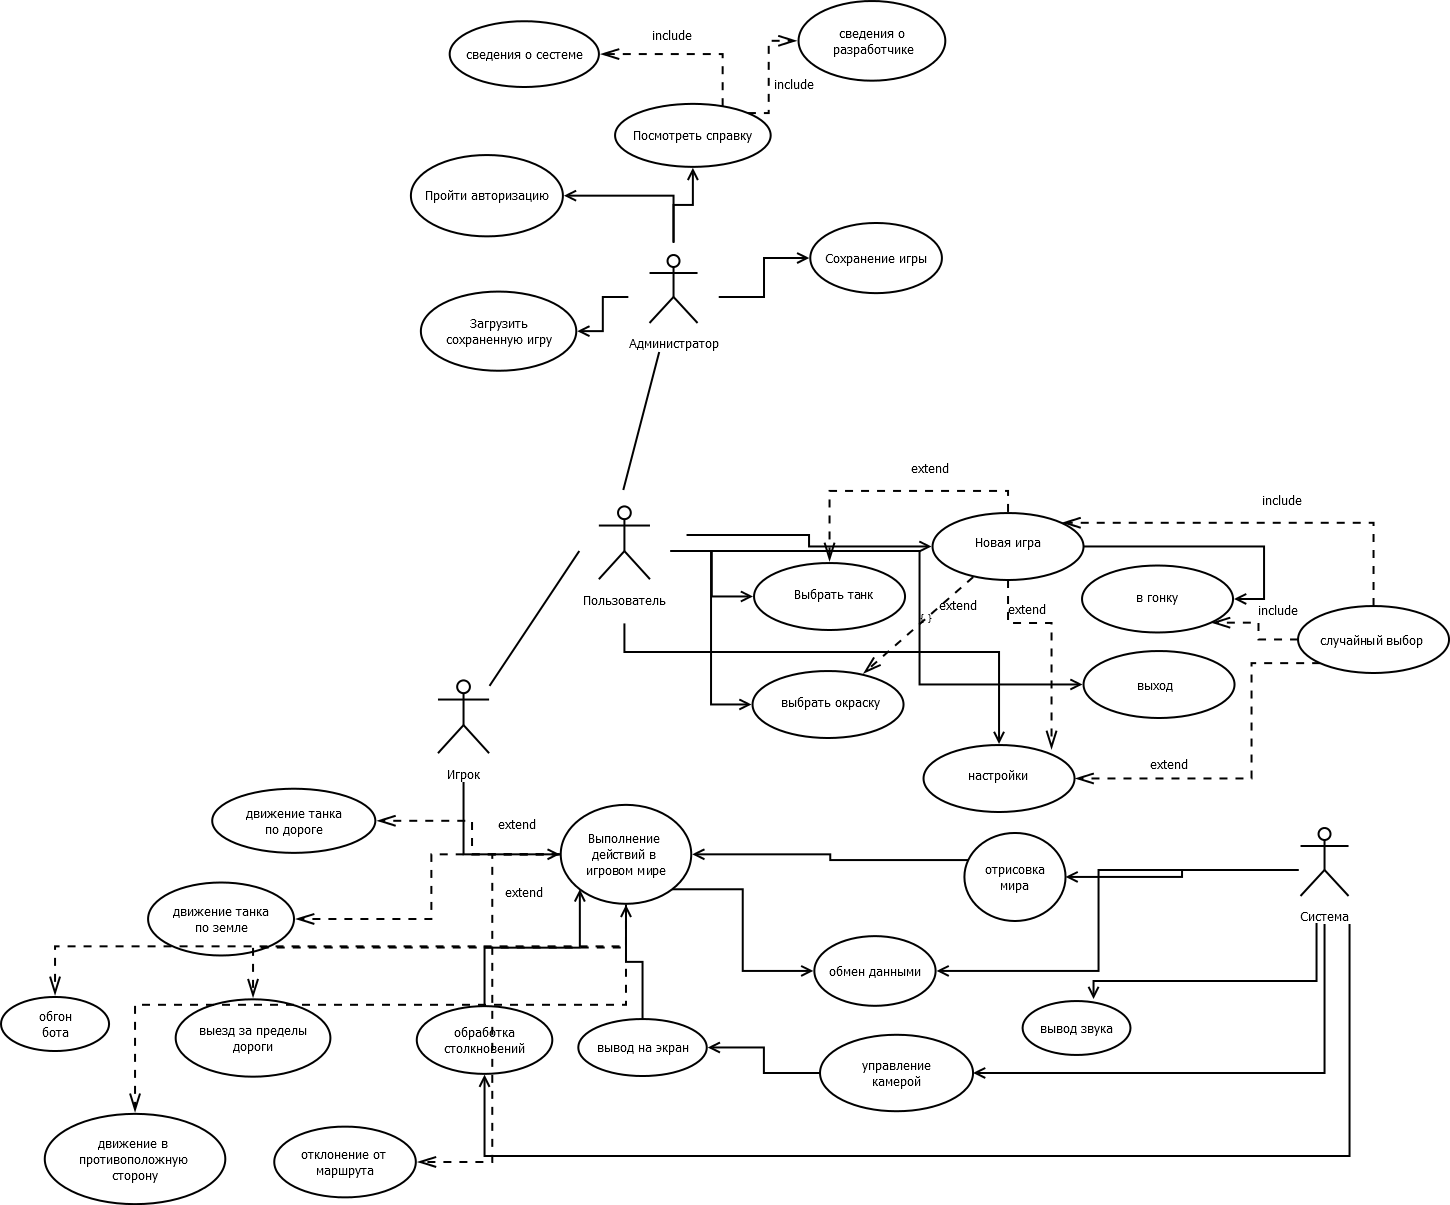 сведения о
разработчике
include
сведения о сестеме
include
Посмотреть справку
Пройти авторизацию
Сохранение игры
Загрузить
сохраненную игру
Администратор
extend
include
Новая игра
Выбрать танк
в гонку
Пользователь
extend
extend
include
{ }
случайный выбор
выход
выбрать окраску
extend
настройки
Игрок
движение танка
по дороге
extend
Выполнение
действий в
игровом мире
отрисовка
мира
extend
движение танка
по земле
Система
обмен данными
обгон
бота
выезд за пределы
дороги
обработка
столкновений
вывод на экран
вывод звука
управление
камерой
движение в
противоположную
сторону
отклонение от
маршрута